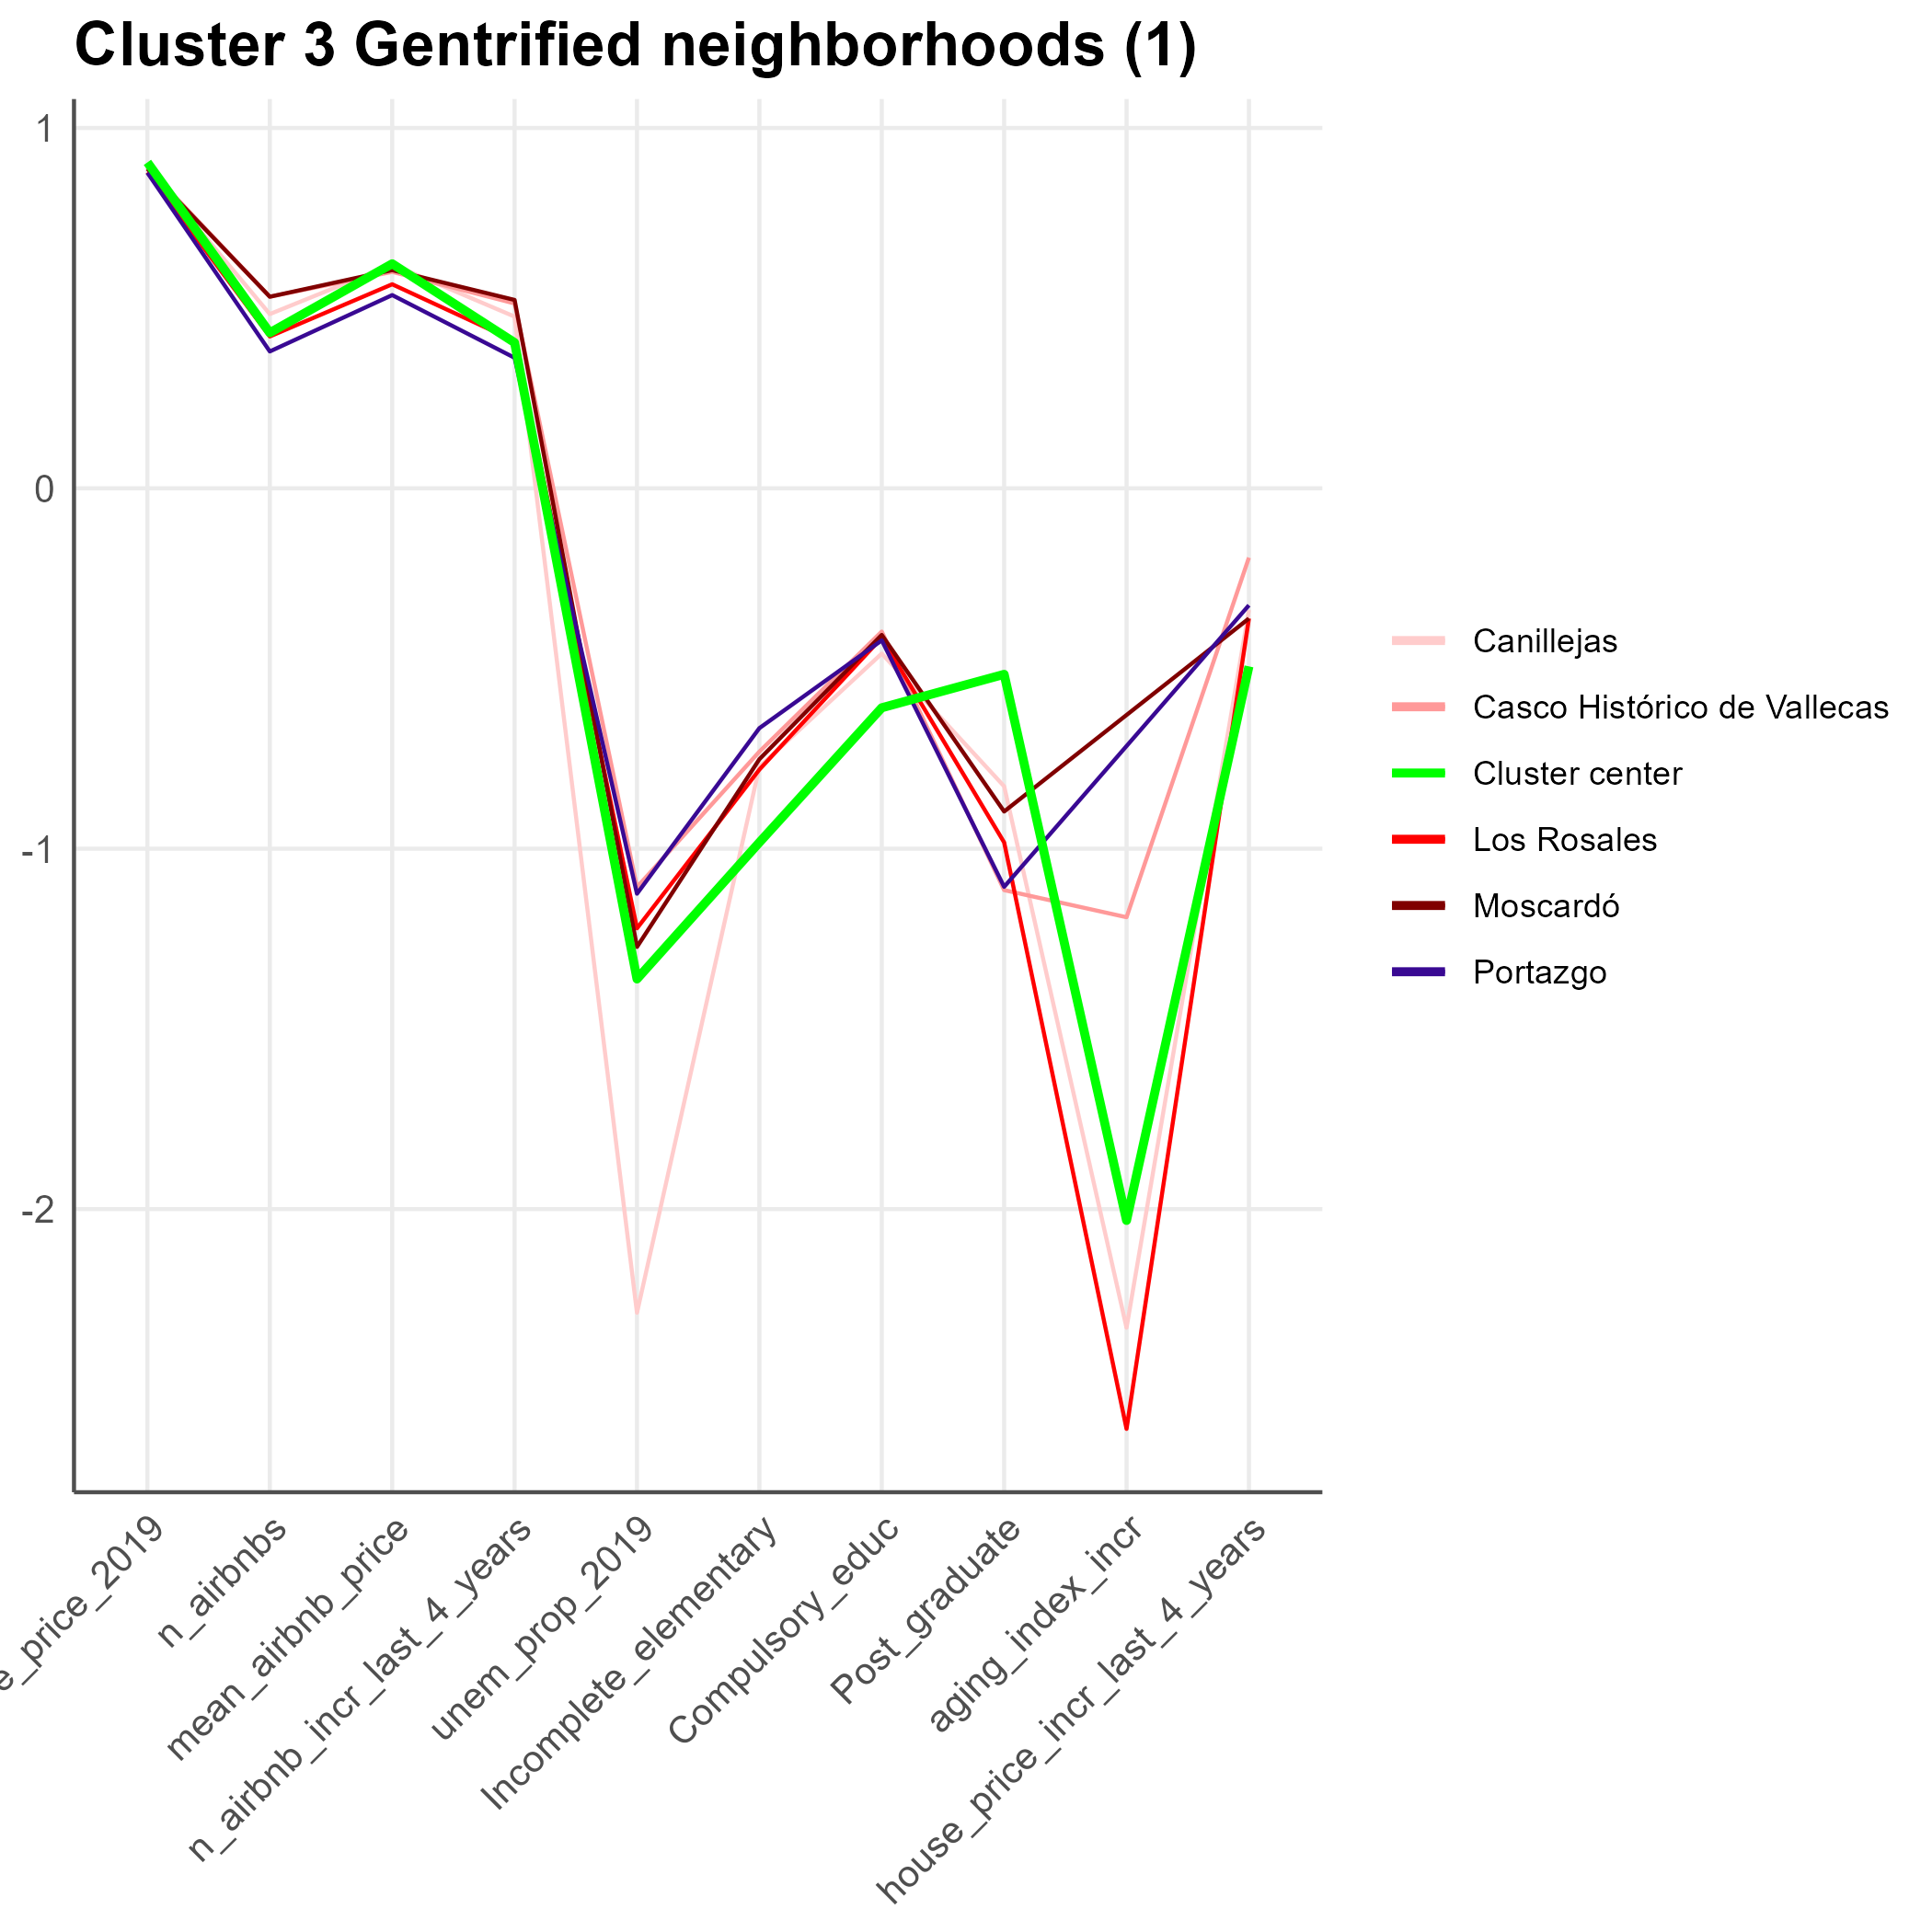 Cluster 3 Gentrified neighborhoods (1)
1
0
-1
-2
Canillejas
Casco Histórico de Vallecas
Cluster center
Los Rosales
Moscardó
Portazgo
e_price_2019
n_airbnbs
mean_airbnb_price
n_airbnb_incr_last_4_years
unem_prop_2019
Incomplete_elementary
Compulsory_educ
Post_graduate
aging_index_incr
house_price_incr_last_4_years